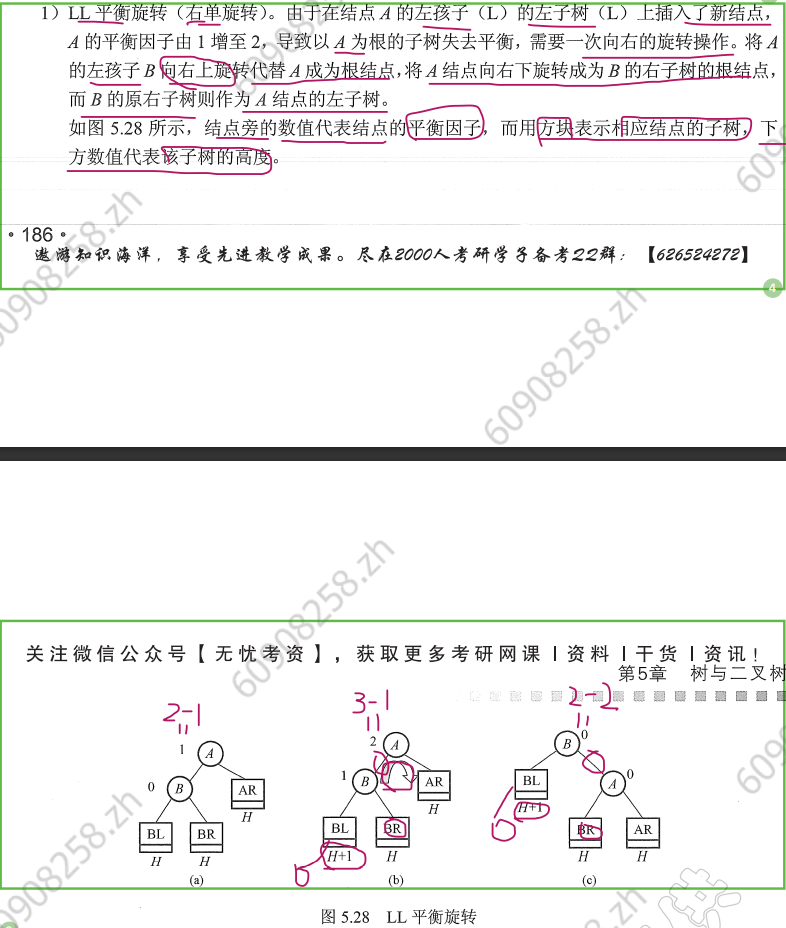 1）LL 平衡旋转（右单旋转）。由于在结点 A 的左孩子（L）的左子树（L）上插入了新结点，
A 的平衡因子由 1 增至 2，导致以 A 为根的子树失去平衡，需要一次向右的旋转操作。将 A
的左孩子 B 向右上旋转代替 A 成为根结点，将 A 结点向右下旋转成为 B 的右子树的根结点，
而 B 的原右子树则作为 A 结点的左子树。
如图 5.28 所示，结点旁的数值代表结点的平衡因子，而用方块表示相应结点的子树，下
方数值代表该子树的高度。
·186·
遨游知识海洋，享受先进教学成果。尽在2000人考研学子备考QQ群：【626524272】
4
60908258.zh
60908258.zh
60908258.zh
关注微信公众号【无忧考资】，获取更多考研网课丨资料丨干货丨资讯！
第5章 树与二叉树
2-1
3-1
2-2
1 A
0 B
AR
H
BL BR
H H
(a)
2 A
1 B
AR
H
BL BR
H+1 H
(b)
B 0
BL
H+1
A 0
BR AR
H H
(c)
60908258.zh
图 5.28 LL 平衡旋转